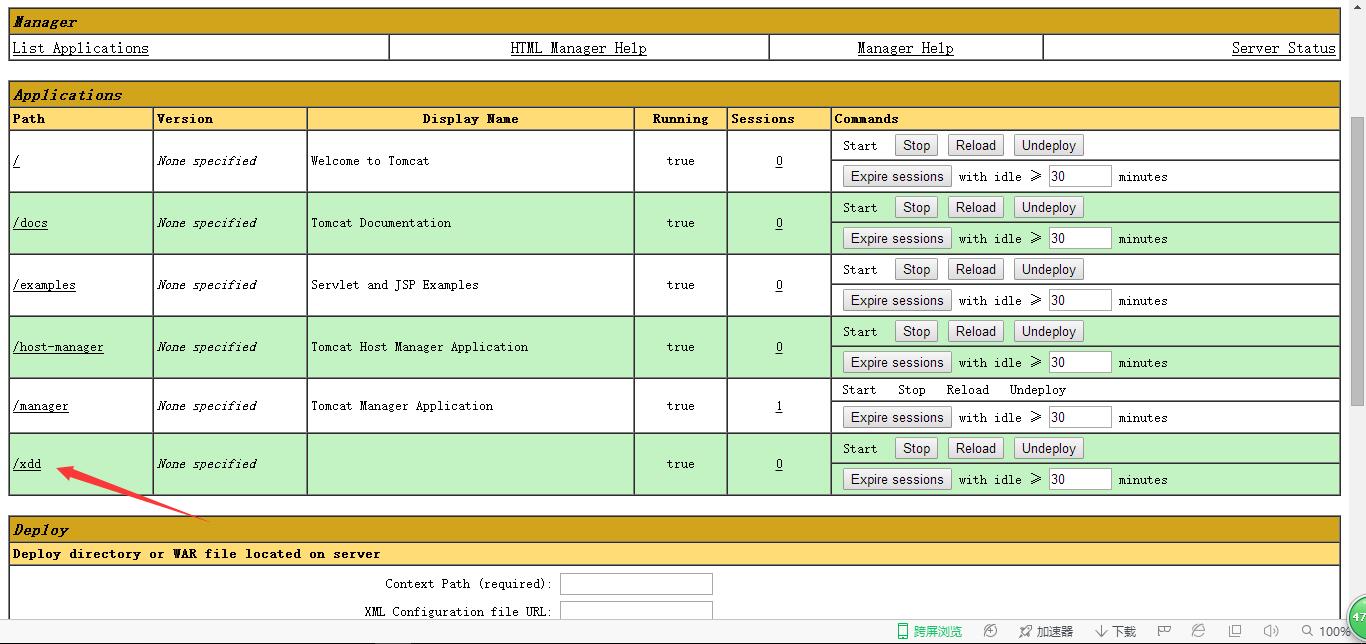 Manager
List Applications HTML Manager Help Manager Help Server Status
Applications
Path Version Display Name Running Sessions Commands
/ None specified Welcome to Tomcat true 0 Start Stop Reload Undeploy
Expire sessions with idle ≥ 30 minutes
/docs None specified Tomcat Documentation true 0 Start Stop Reload Undeploy
Expire sessions with idle ≥ 30 minutes
/examples None specified Servlet and JSP Examples true 0 Start Stop Reload Undeploy
Expire sessions with idle ≥ 30 minutes
/host-manager None specified Tomcat Host Manager Application true 0 Start Stop Reload Undeploy
Expire sessions with idle ≥ 30 minutes
/manager None specified Tomcat Manager Application true 1 Start Stop Reload Undeploy
Expire sessions with idle ≥ 30 minutes
/xdd None specified true 0 Start Stop Reload Undeploy
Expire sessions with idle ≥ 30 minutes
Deploy
Deploy directory or WAR file located on server
Context Path (required):
XML Configuration file URL:
跨屏浏览 加速器 下载 100%
47